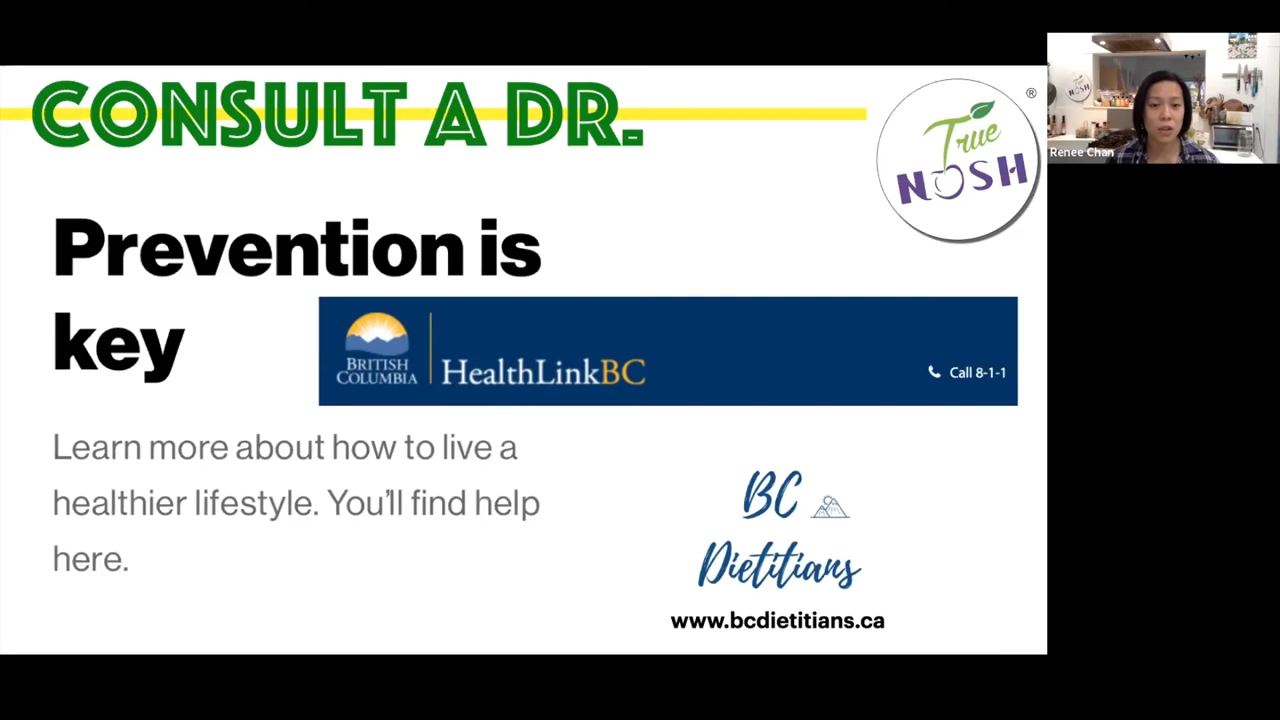 CONSULT A DR.
True
NOSH
®
NOSH
Renee Chan
Prevention is
key
BRITISH
COLUMBIA
HealthLinkBC
Call 8-1-1
Learn more about how to live a
healthier lifestyle. You'll find help
here.
BC
Dietitians
www.bcdietitians.ca